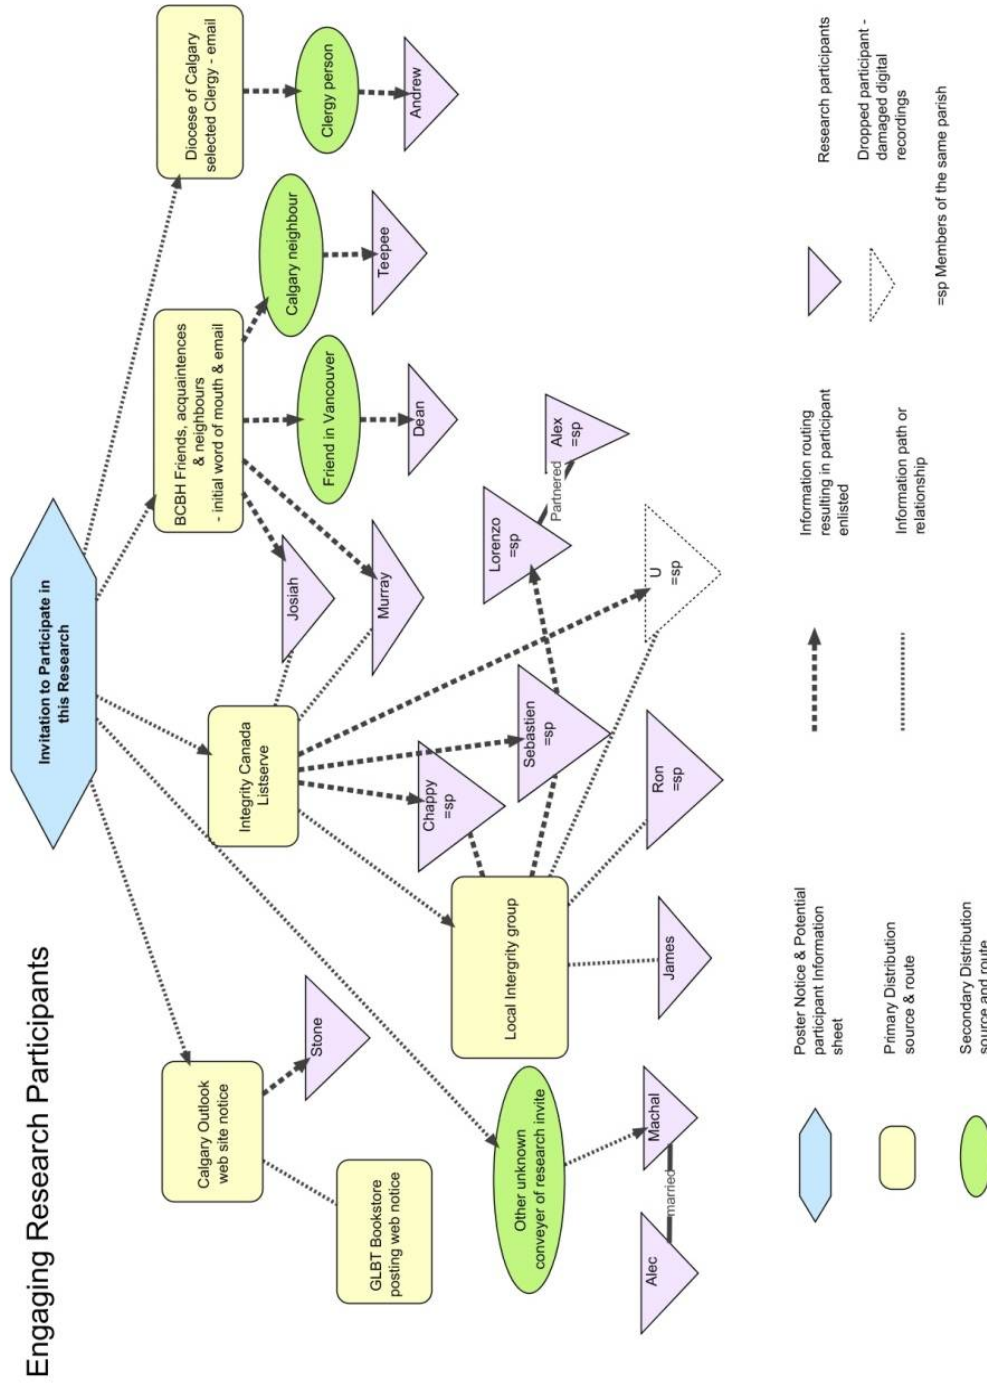 Engaging Research Participants
Invitation to Participate in
this Research
Calgary Outlook
web site notice
GLBT Bookstore
posting web notice
Stone
Other unknown
conveyer of research invite
Alec
married
Machal
Integrity Canada
Listserve
Local Intergrity group
James
Ron
=sp
Chappy
=sp
Sebastien
=sp
U
=sp
Lorenzo
=sp
Partnered
Alex
=sp
Josiah
Murray
BCBH Friends, acquaintences
& neighbours
- initial word of mouth & email
Friend in Vancouver
Dean
Calgary neighbour
Teepee
Diocese of Calgary
selected Clergy - email
Clergy person
Andrew
Poster Notice & Potential
participant Information
sheet
Primary Distribution
source & route
Secondary Distribution
source and route
Information routing
resulting in participant
enlisted
Information path or
relationship
Research participants
Dropped participant -
damaged digital
recordings
=sp Members of the same parish